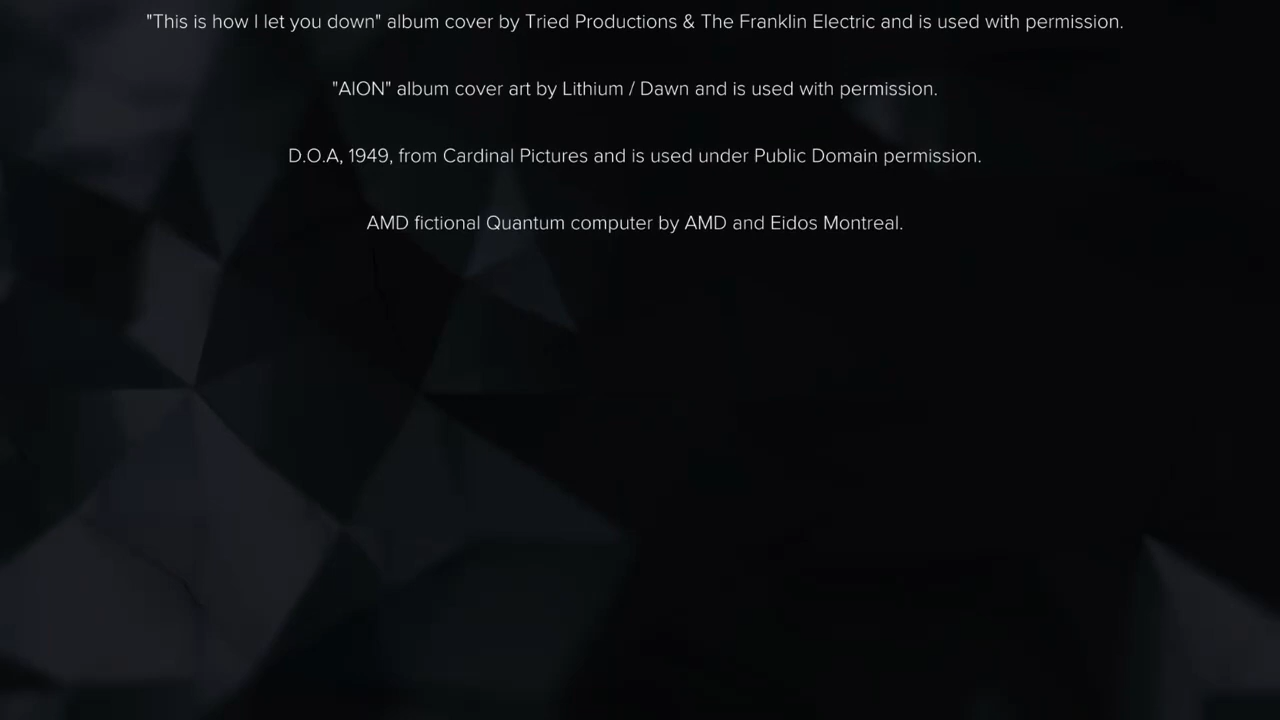 "This is how I let you down" album cover by Tried Productions & The Franklin Electric and is used with permission.
"AION" album cover art by Lithium / Dawn and is used with permission.
D.O.A, 1949, from Cardinal Pictures and is used under Public Domain permission.
AMD fictional Quantum computer by AMD and Eidos Montreal.